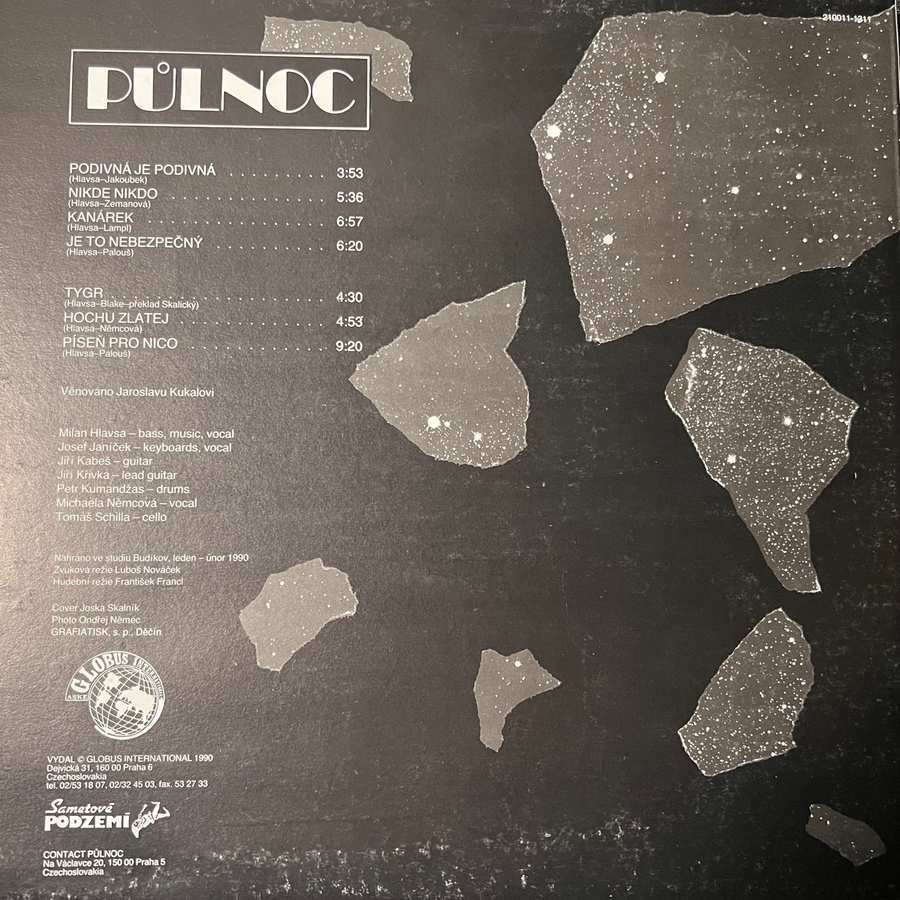 210011-1311
PŮLNOC
PODIVNÁ JE PODIVNÁ . . . . . . . . . . . . 3:53
(Hlavsa–Jakoubek)
NIKDE NIKDO . . . . . . . . . . . . . . . . . . 5:36
(Hlavsa–Zemanová)
KANÁREK . . . . . . . . . . . . . . . . . . . . . 6:57
(Hlavsa–Lampl)
JE TO NEBEZPEČNÝ . . . . . . . . . . . . . 6:20
(Hlavsa–Palouš)
TYGR . . . . . . . . . . . . . . . . . . . . . . . . 4:30
(Hlavsa–Blake–překlad Skalický)
HOCHU ZLATEJ . . . . . . . . . . . . . . . . 4:53
(Hlavsa–Němcová)
PÍSEŇ PRO NICO . . . . . . . . . . . . . . . 9:20
(Hlavsa–Palouš)
Věnováno Jaroslavu Kukalovi
Milan Hlavsa – bass, music, vocal
Josef Janíček – keyboards, vocal
Jiří Kabeš – guitar
Jiří Křivka – lead guitar
Petr Kumandžas – drums
Michaela Němcová – vocal
Tomáš Schilla – cello
Nahráno ve studiu Budíkov, leden – únor 1990
Zvuková režie Luboš Nováček
Hudební režie František Francl
Cover Joska Skalník
Photo Ondřej Němec
GRAFIATISK, s. p., Děčín
GLOBUS INTERNATIONAL
VYDAL © GLOBUS INTERNATIONAL 1990
Dejvická 31, 160 00 Praha 6
Czechoslovakia
tel. 02/53 18 07, 02/32 45 03, fax. 53 27 33
Sametové
PODZEMÍ
CONTACT PŮLNOC
Na Václavce 20, 150 00 Praha 5
Czechoslovakia